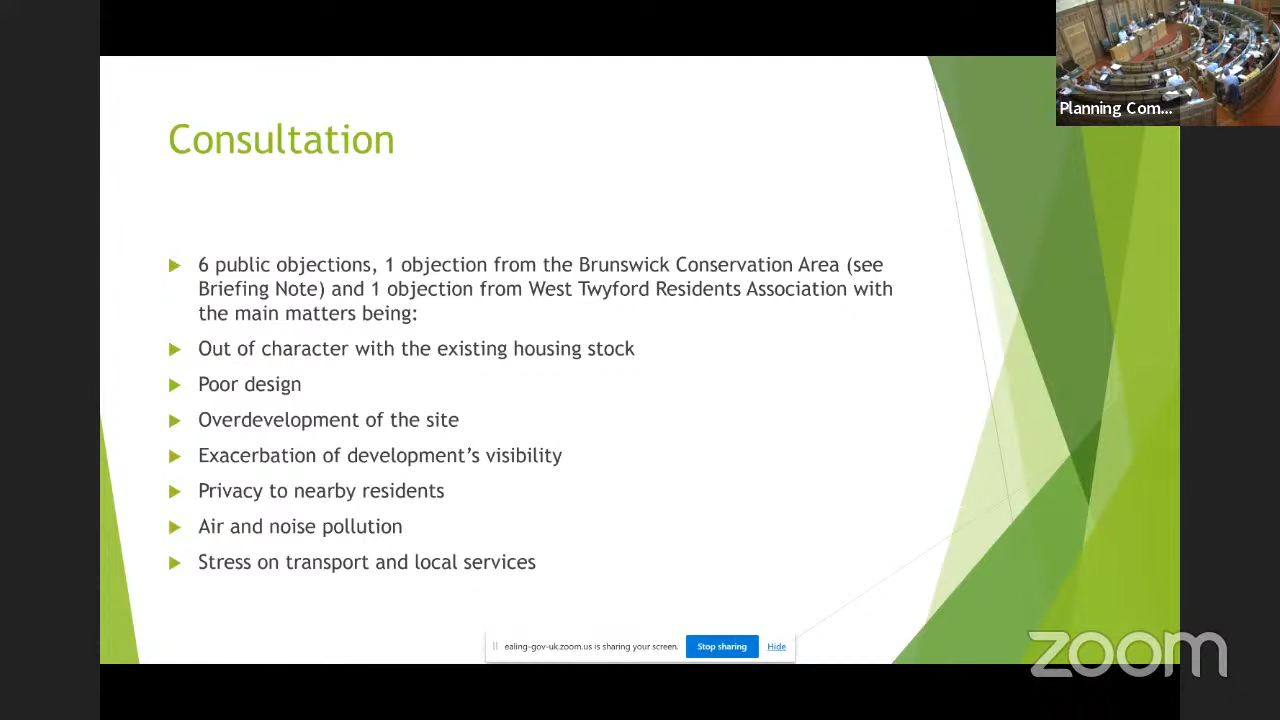 Planning Com...
Consultation
6 public objections, 1 objection from the Brunswick Conservation Area (see
Briefing Note) and 1 objection from West Twyford Residents Association with
the main matters being:
Out of character with the existing housing stock
Poor design
Overdevelopment of the site
Exacerbation of development’s visibility
Privacy to nearby residents
Air and noise pollution
Stress on transport and local services
ealing-gov-uk.zoom.us is sharing your screen.
Stop sharing
Hide
zoom